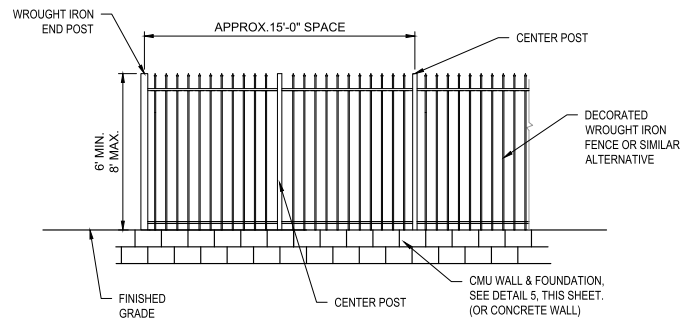 WROUGHT IRON
END POST
APPROX.15'-0" SPACE
CENTER POST
6' MIN.
8' MAX.
DECORATED
WROUGHT IRON
FENCE OR SIMILAR
ALTERNATIVE
FINISHED
GRADE
CENTER POST
CMU WALL & FOUNDATION,
SEE DETAIL 5, THIS SHEET.
(OR CONCRETE WALL)